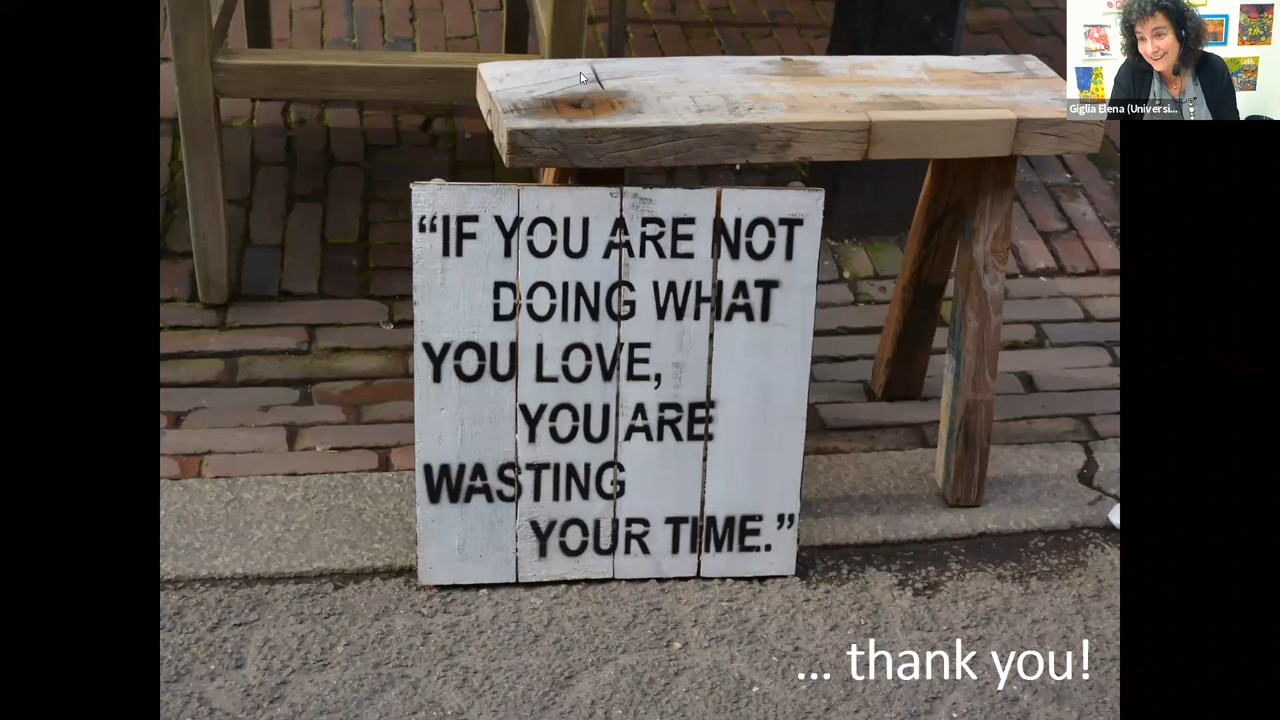 Giglia Elena (Universi...
“IF YOU ARE NOT
DOING WHAT
YOU LOVE,
YOU ARE
WASTING
YOUR TIME.”
... thank you!